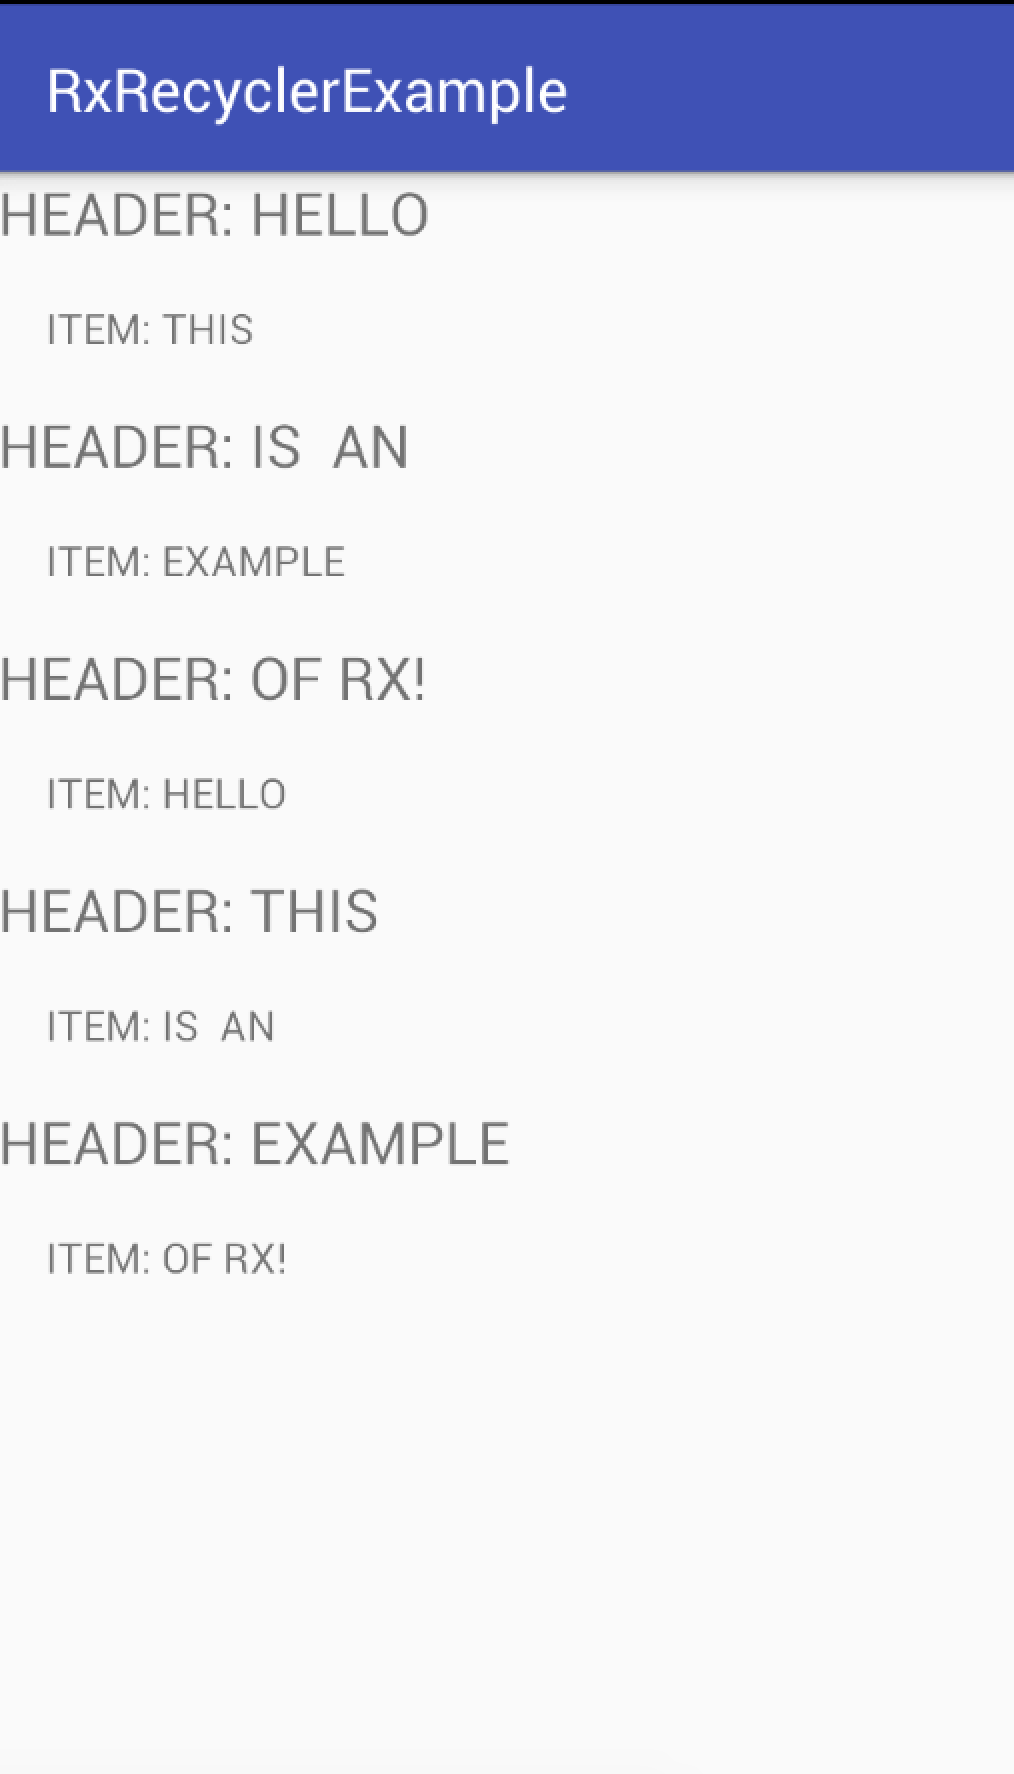 RxRecyclerExample
HEADER: HELLO
ITEM: THIS
HEADER: IS  AN
ITEM: EXAMPLE
HEADER: OF RX!
ITEM: HELLO
HEADER: THIS
ITEM: IS  AN
HEADER: EXAMPLE
ITEM: OF RX!